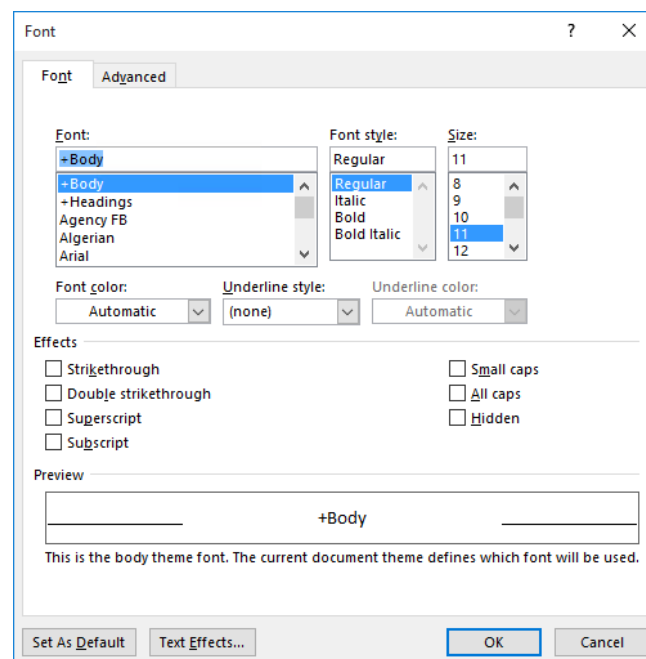 Font ?
Font Advanced
Font: Font style: Size:
+Body Regular 11
+Body Regular 8
+Headings Italic 9
Agency FB Bold 10
Algerian Bold Italic 11
Arial 12
Font color: Underline style: Underline color:
Automatic (none) Automatic
Effects
Strikethrough Small caps
Double strikethrough All caps
Superscript Hidden
Subscript
Preview
+Body
This is the body theme font. The current document theme defines which font will be used.
Set As Default Text Effects... OK Cancel